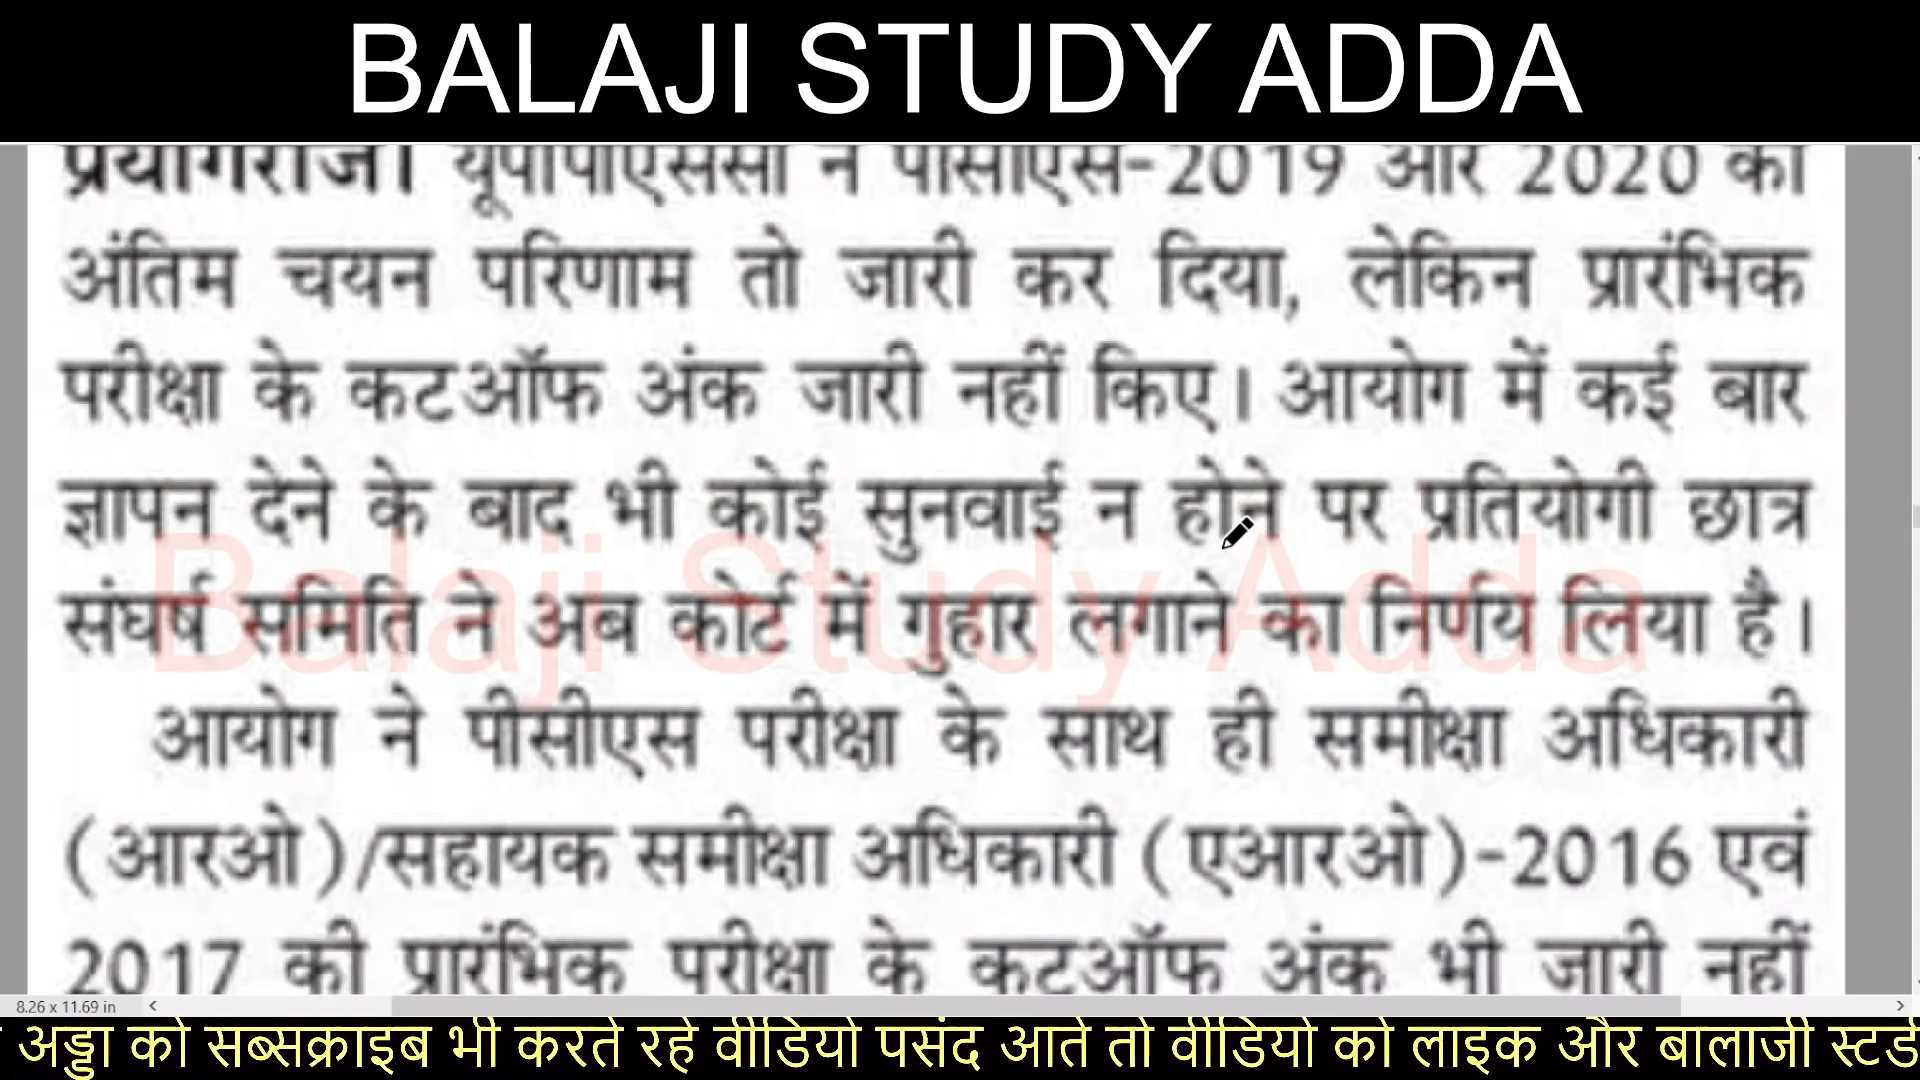 BALAJI STUDY ADDA
प्रयागराज। यूपीपीएससी ने पीसीएस-2019 और 2020 का
अंतिम चयन परिणाम तो जारी कर दिया, लेकिन प्रारंभिक
परीक्षा के कटऑफ अंक जारी नहीं किए। आयोग में कई बार
ज्ञापन देने के बाद भी कोई सुनवाई न होने पर प्रतियोगी छात्र
संघर्ष समिति ने अब कोर्ट में गुहार लगाने का निर्णय लिया है।
Balaji Study Adda
आयोग ने पीसीएस परीक्षा के साथ ही समीक्षा अधिकारी
(आरओ)/सहायक समीक्षा अधिकारी (एआरओ)-2016 एवं
2017 की प्रारंभिक परीक्षा के कटऑफ अंक भी जारी नहीं
8.26 x 11.69 in
अड्डा को सब्सक्राइब भी करते रहे वीडियो पसंद आते तो वीडियो को लाइक और बालाजी स्टडी